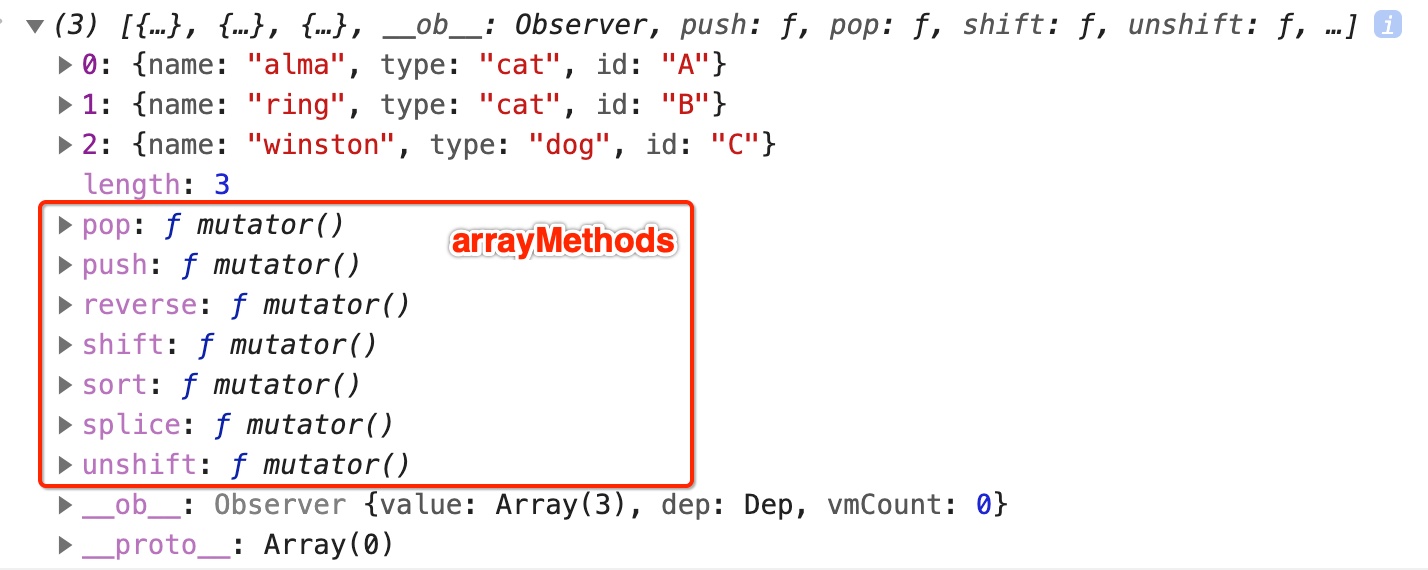 (3) [{…}, {…}, {…}, __ob__: Observer, push: ƒ, pop: ƒ, shift: ƒ, unshift: ƒ, …] i
0: {name: "alma", type: "cat", id: "A"}
1: {name: "ring", type: "cat", id: "B"}
2: {name: "winston", type: "dog", id: "C"}
length: 3
pop: ƒ mutator() arrayMethods
push: ƒ mutator()
reverse: ƒ mutator()
shift: ƒ mutator()
sort: ƒ mutator()
splice: ƒ mutator()
unshift: ƒ mutator()
__ob__: Observer {value: Array(3), dep: Dep, vmCount: 0}
__proto__: Array(0)